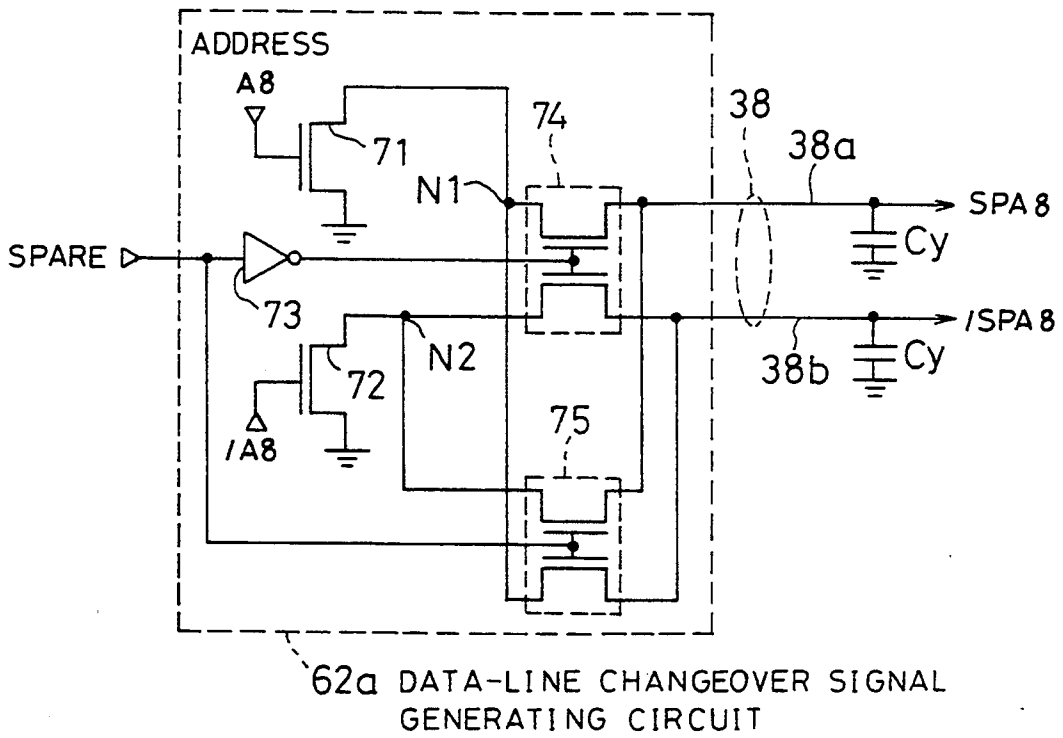 ADDRESS
A8
71
74
38
38a
N1
SPA8
Cy
SPARE
73
N2
/SPA8
72
38b
Cy
/A8
75
62a DATA-LINE CHANGEOVER SIGNAL
GENERATING CIRCUIT